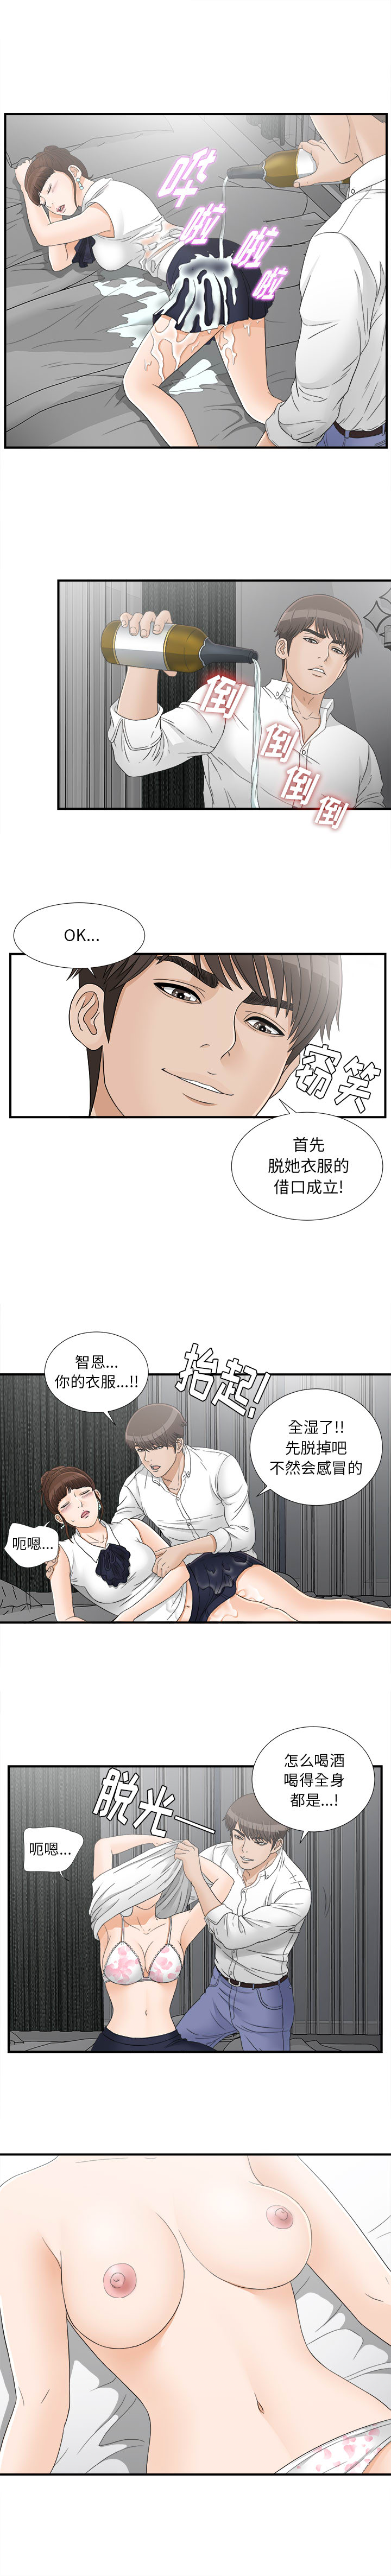 哗
啦
啦
啦
倒
倒
倒
倒
OK...
窃笑
首先
脱她衣服的
借口成立!
智恩...
你的衣服...!!
抬起!
全湿了!!
先脱掉吧
不然会感冒的
呃嗯...
怎么喝酒
喝得全身
都是...!
脱光—
呃嗯...